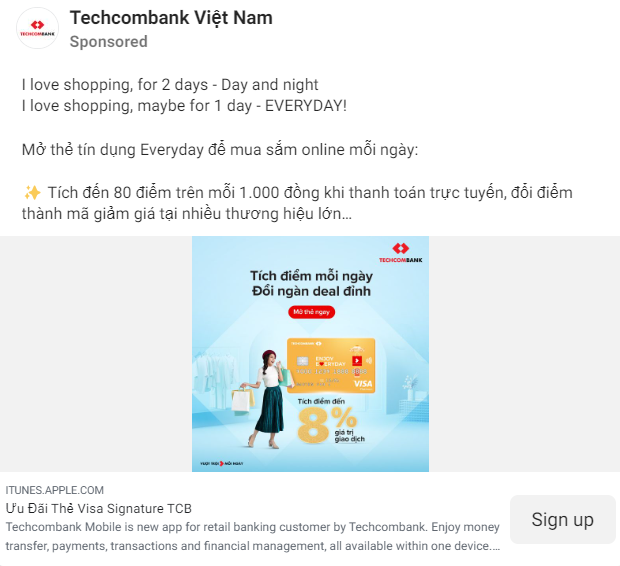 Techcombank Việt Nam
TECHCOMBANK
Sponsored
I love shopping, for 2 days - Day and night
I love shopping, maybe for 1 day - EVERYDAY!
Mở thẻ tín dụng Everyday để mua sắm online mỗi ngày:
✨ Tích đến 80 điểm trên mỗi 1.000 đồng khi thanh toán trực tuyến, đổi điểm
thành mã giảm giá tại nhiều thương hiệu lớn...
TECHCOMBANK
Tích điểm mỗi ngày
Đổi ngàn deal đỉnh
Mở thẻ ngay
TECHCOMBANK
ENJOY
EVERYDAY
VISA
Tích điểm đến
8%
giá trị
giao dịch
VƯỢT TRỘI MỖI NGÀY
ITUNES.APPLE.COM
Ưu Đãi Thẻ Visa Signature TCB
Techcombank Mobile is new app for retail banking customer by Techcombank. Enjoy money
transfer, payments, transactions and financial management, all available within one device....
Sign up